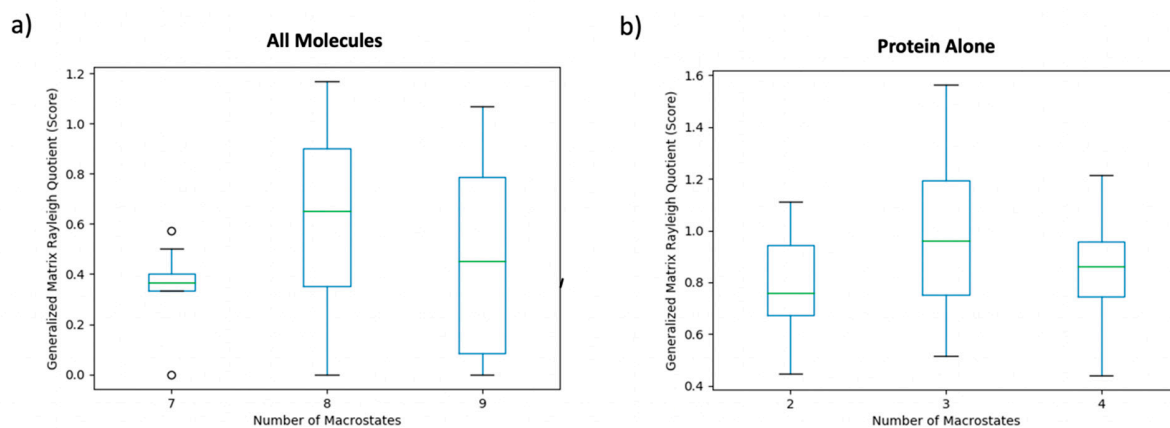 a)
All Molecules
Generalized Matrix Rayleigh Quotient (Score)
1.2
1.0
0.8
0.6
0.4
0.2
0.0
7 8 9
Number of Macrostates
b)
Protein Alone
Generalized Matrix Rayleigh Quotient (Score)
1.6
1.4
1.2
1.0
0.8
0.6
0.4
2 3 4
Number of Macrostates